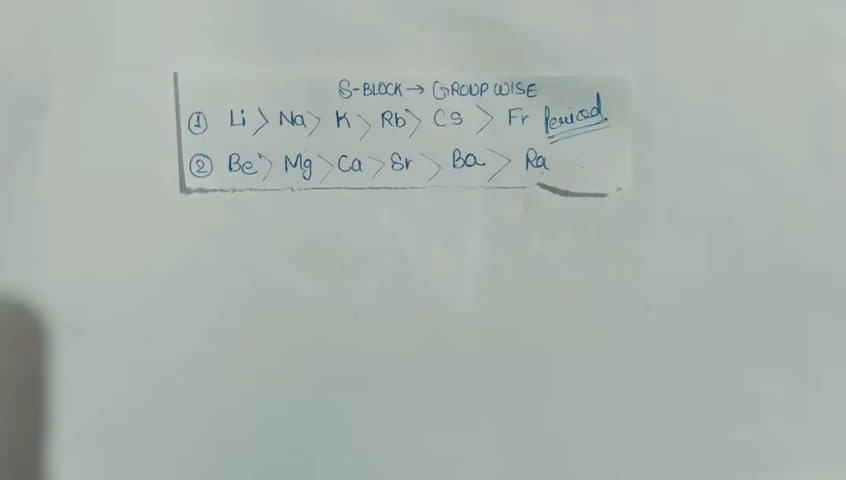 S-BLOCK → GROUP WISE
① Li > Na > K > Rb > CS > Fr Period
② Be > Mg > Ca > Sr > Ba > Ra